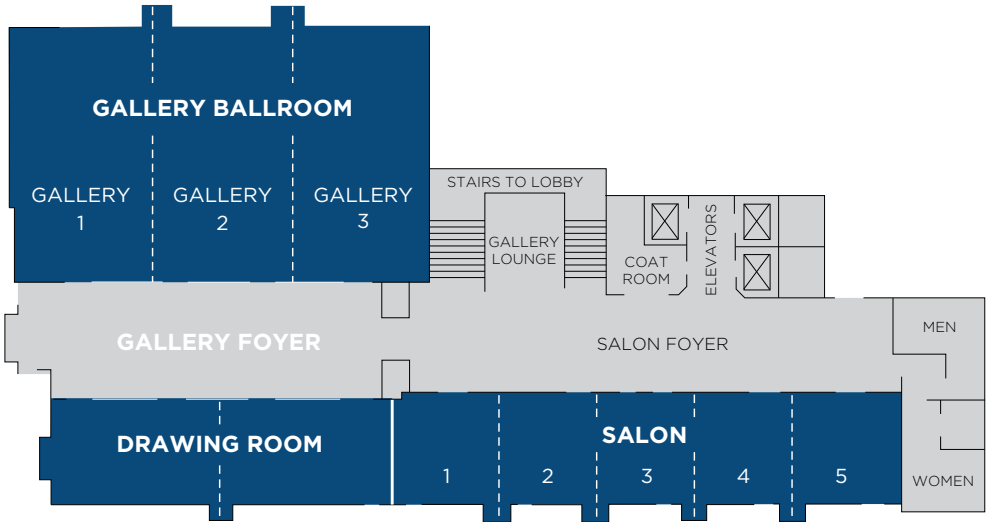 GALLERY BALLROOM
GALLERY
1
GALLERY
2
GALLERY
3
STAIRS TO LOBBY
GALLERY
LOUNGE
COAT
ROOM
ELEVATORS
GALLERY FOYER
SALON FOYER
MEN
DRAWING ROOM
SALON
1
2
3
4
5
WOMEN